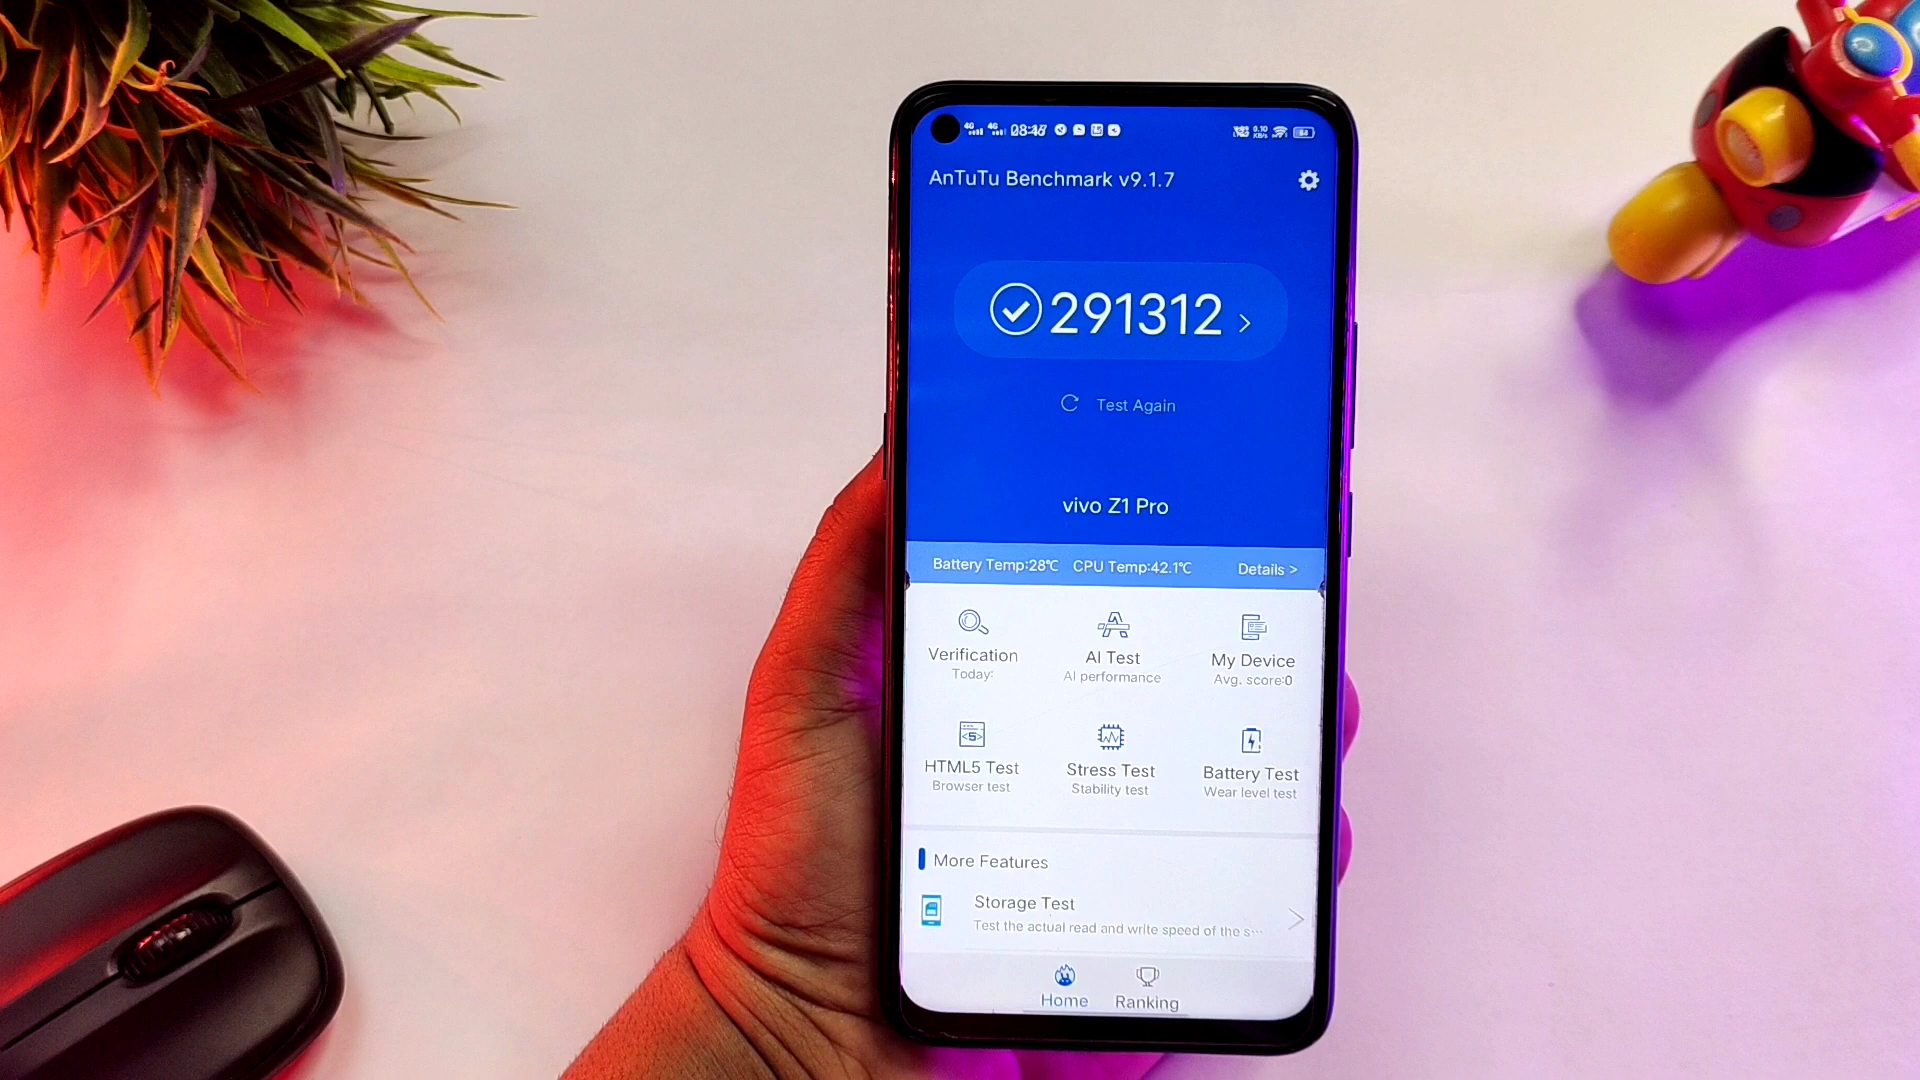 4G 4G
AnTuTu Benchmark v9.1.7
291312 >
Test Again
vivo Z1 Pro
Battery Temp:28℃ CPU Temp:42.1℃ Details >
Verification AI Test My Device
Today: AI performance Avg. score:0
HTML5 Test Stress Test Battery Test
Browser test Stability test Wear level test
More Features
Storage Test
Test the actual read and write speed of the s···
Home Ranking